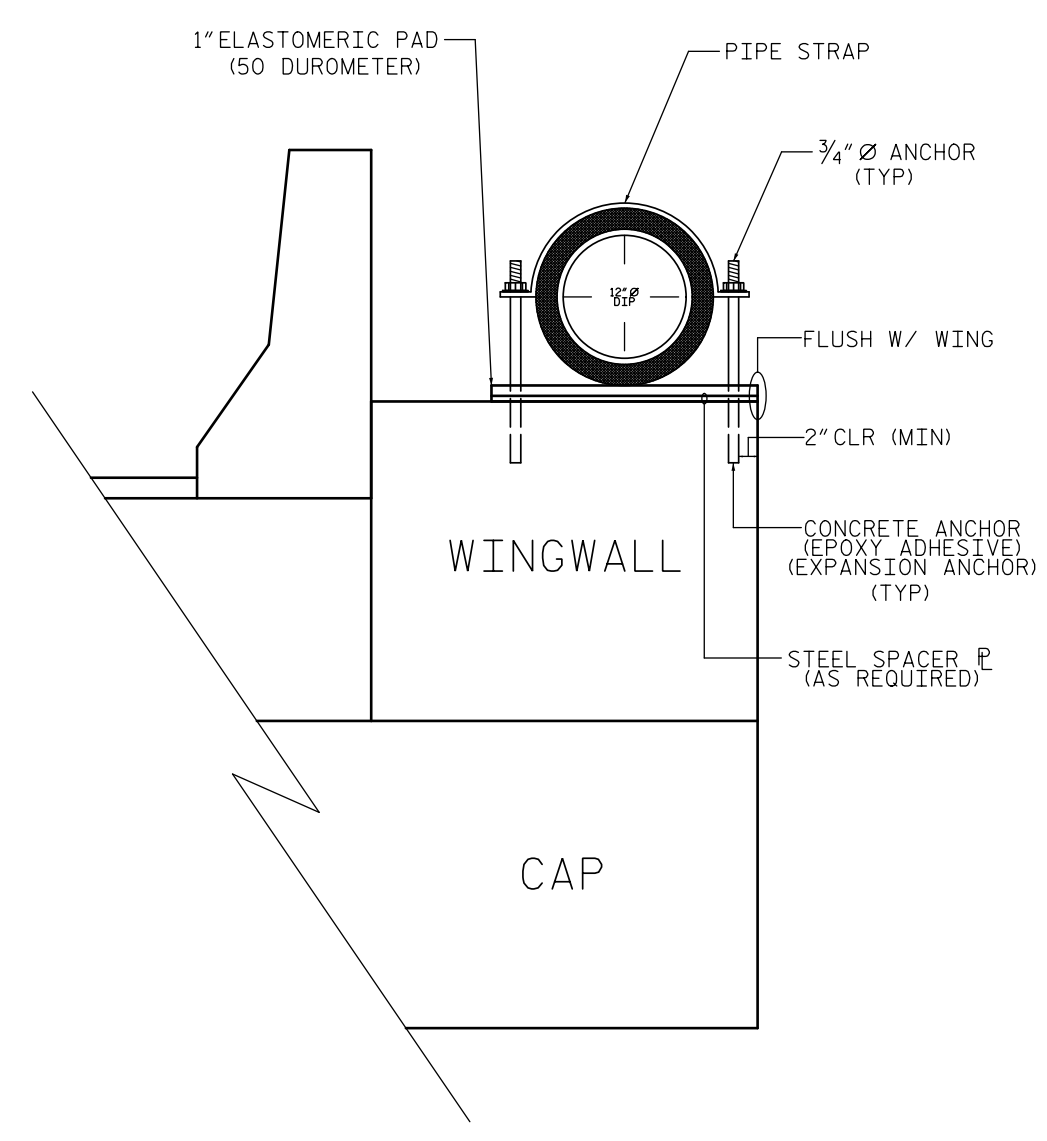 1" ELASTOMERIC PAD
(50 DUROMETER)
PIPE STRAP
3/4" Ø ANCHOR
(TYP)
12" Ø
DIP
FLUSH W/ WING
2" CLR (MIN)
WINGWALL
CONCRETE ANCHOR
(EPOXY ADHESIVE)
(EXPANSION ANCHOR)
(TYP)
STEEL SPACER PL
(AS REQUIRED)
CAP